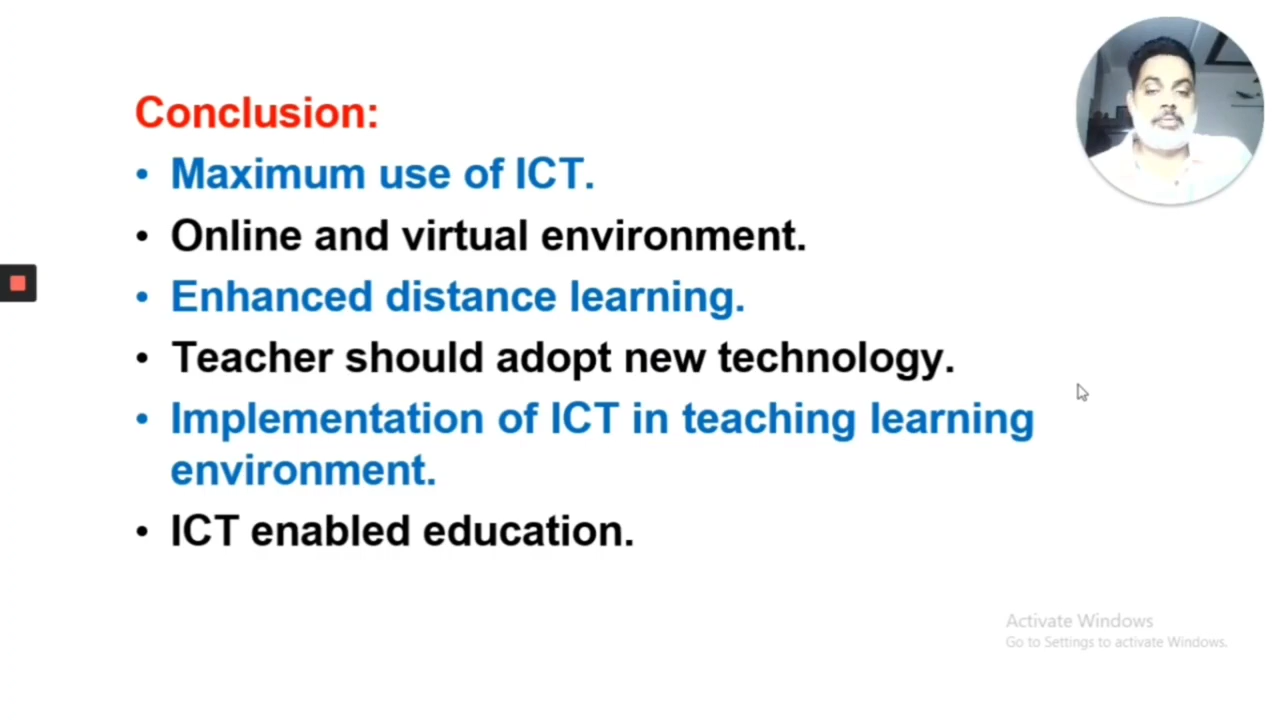 Conclusion:
• Maximum use of ICT.
• Online and virtual environment.
• Enhanced distance learning.
• Teacher should adopt new technology.
• Implementation of ICT in teaching learning
environment.
• ICT enabled education.
Activate Windows
Go to Settings to activate Windows.